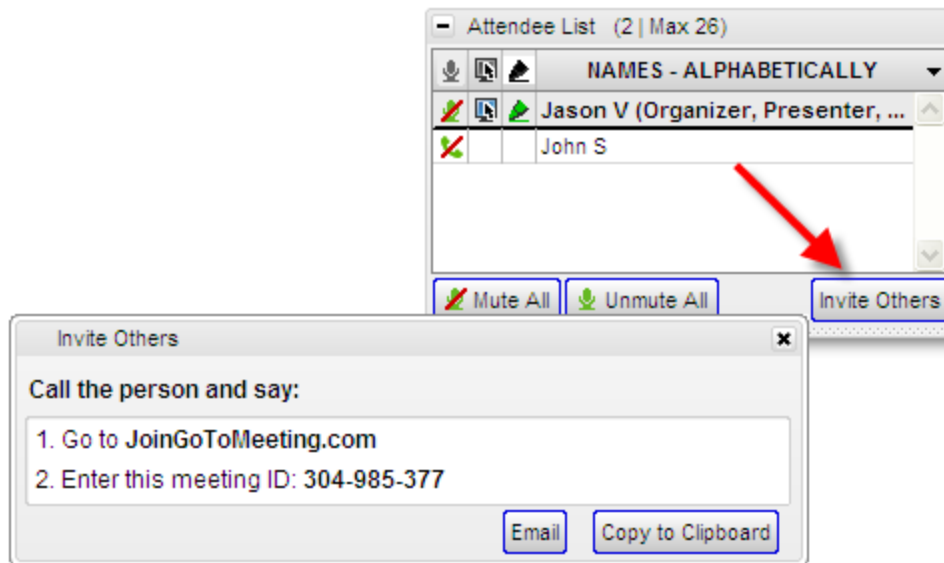 Attendee List (2 | Max 26)
NAMES - ALPHABETICALLY
Jason V (Organizer, Presenter, ...
John S
Mute All Unmute All Invite Others
Invite Others
Call the person and say:
1. Go to JoinGoToMeeting.com
2. Enter this meeting ID: 304-985-377
Email Copy to Clipboard